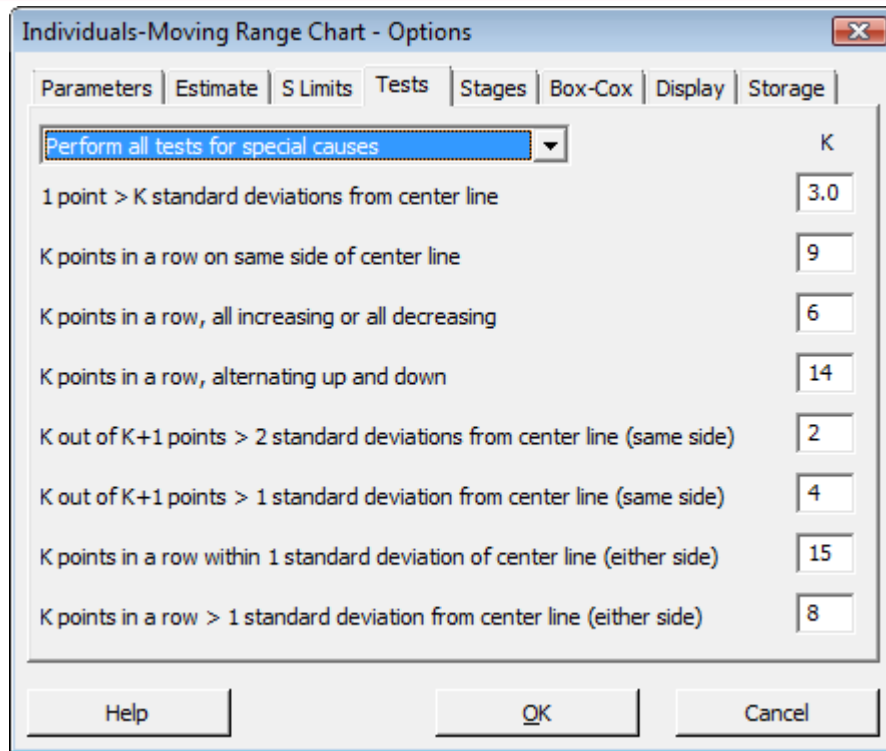 Individuals-Moving Range Chart - Options
Parameters Estimate S Limits Tests Stages Box-Cox Display Storage
Perform all tests for special causes K
1 point > K standard deviations from center line 3.0
K points in a row on same side of center line 9
K points in a row, all increasing or all decreasing 6
K points in a row, alternating up and down 14
K out of K+1 points > 2 standard deviations from center line (same side) 2
K out of K+1 points > 1 standard deviation from center line (same side) 4
K points in a row within 1 standard deviation of center line (either side) 15
K points in a row > 1 standard deviation from center line (either side) 8
Help OK Cancel